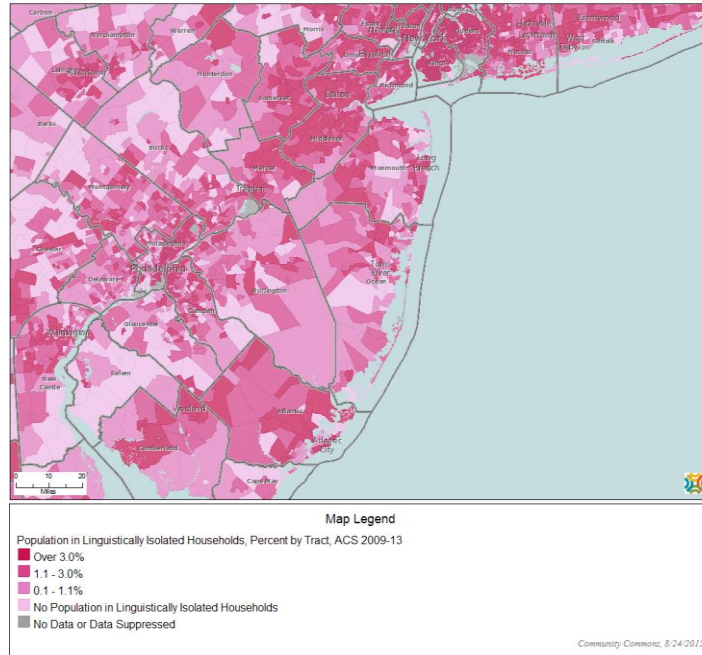 Carbon
Warren
Morris
Essex
Hudson
New York
Queens
Brentwood
Northampton
Levittown
West
Babylon
Suffolk
Nassau
Kings
Hunterdon
Richmond
Somerset
Edison
Berks
Middlesex
Bucks
Mercer
Monmouth
Long
Branch
Trenton
Montgomery
Philadelphia
Chester
Philadelphia
Toms
River
Ocean
Delaware
Burlington
Camden
Gloucester
Wilmington
New
Castle
Salem
Vineland
Atlantic
Cumberland
Atlantic
City
Cape May
0 10 20
Miles
Map Legend
Population in Linguistically Isolated Households, Percent by Tract, ACS 2009-13
Over 3.0%
1.1 - 3.0%
0.1 - 1.1%
No Population in Linguistically Isolated Households
No Data or Data Suppressed
Community Commons, 8/24/2015